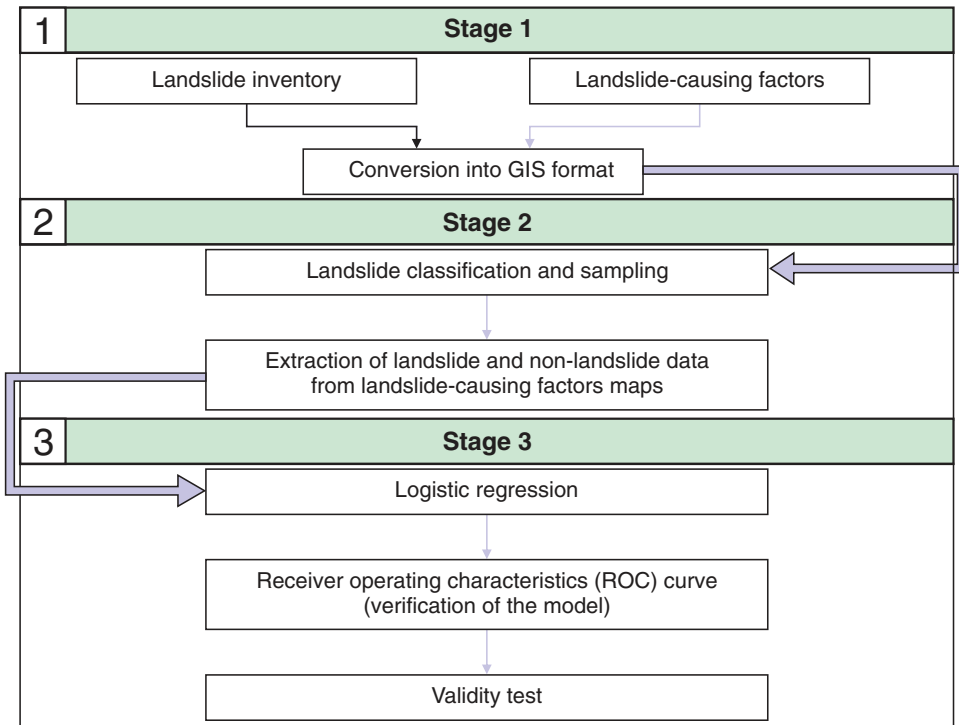 1
Stage 1
Landslide inventory
Landslide-causing factors
Conversion into GIS format
2
Stage 2
Landslide classification and sampling
Extraction of landslide and non-landslide data
from landslide-causing factors maps
3
Stage 3
Logistic regression
Receiver operating characteristics (ROC) curve
(verification of the model)
Validity test